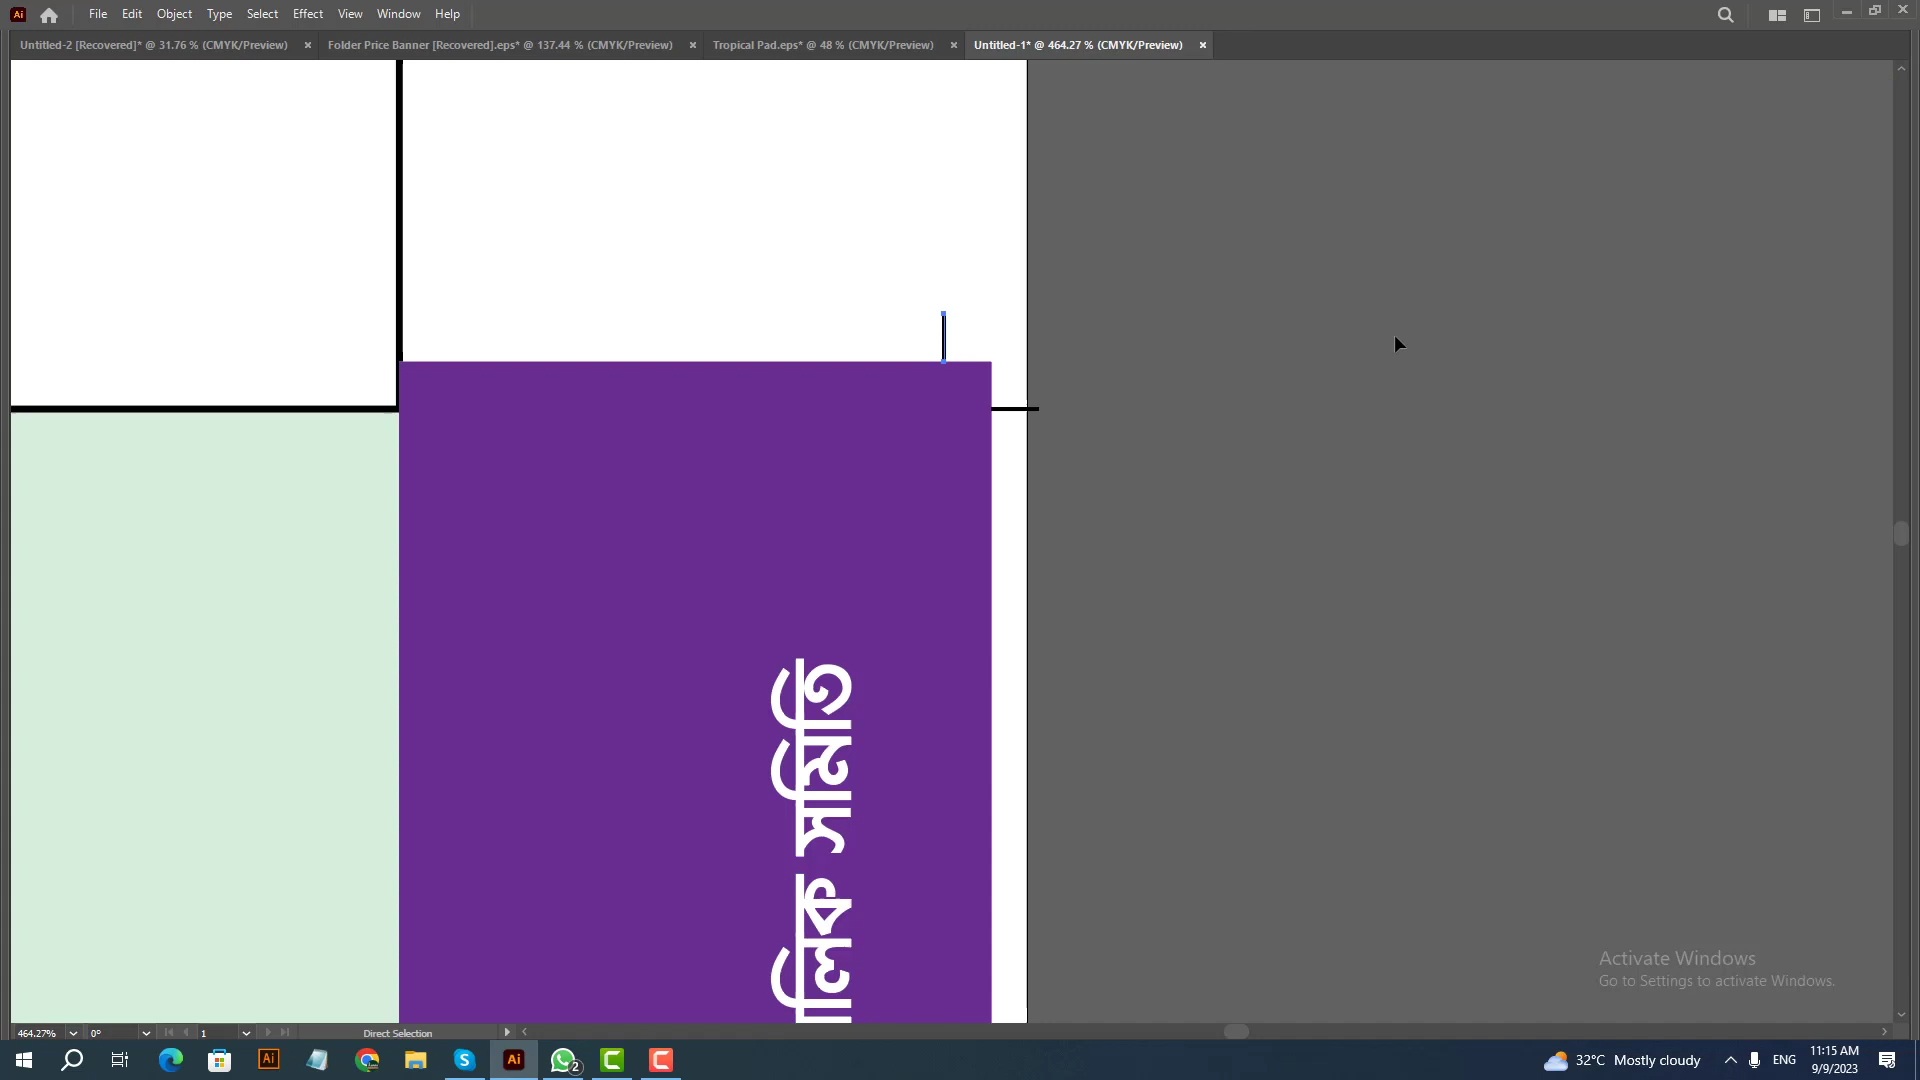 File Edit Object Type Select Effect View Window Help
Untitled-2 [Recovered]* @ 31.76 % (CMYK/Preview) × Folder Price Banner [Recovered].eps* @ 137.44 % (CMYK/Preview) × Tropical Pad.eps* @ 48 % (CMYK/Preview) × Untitled-1* @ 464.27 % (CMYK/Preview) ×
সমিতি
Activate Windows
Go to Settings to activate Windows.
464.27% 0° 1 Direct Selection
Ai Ai 2 32°C Mostly cloudy ENG 11:15 AM
9/9/2023